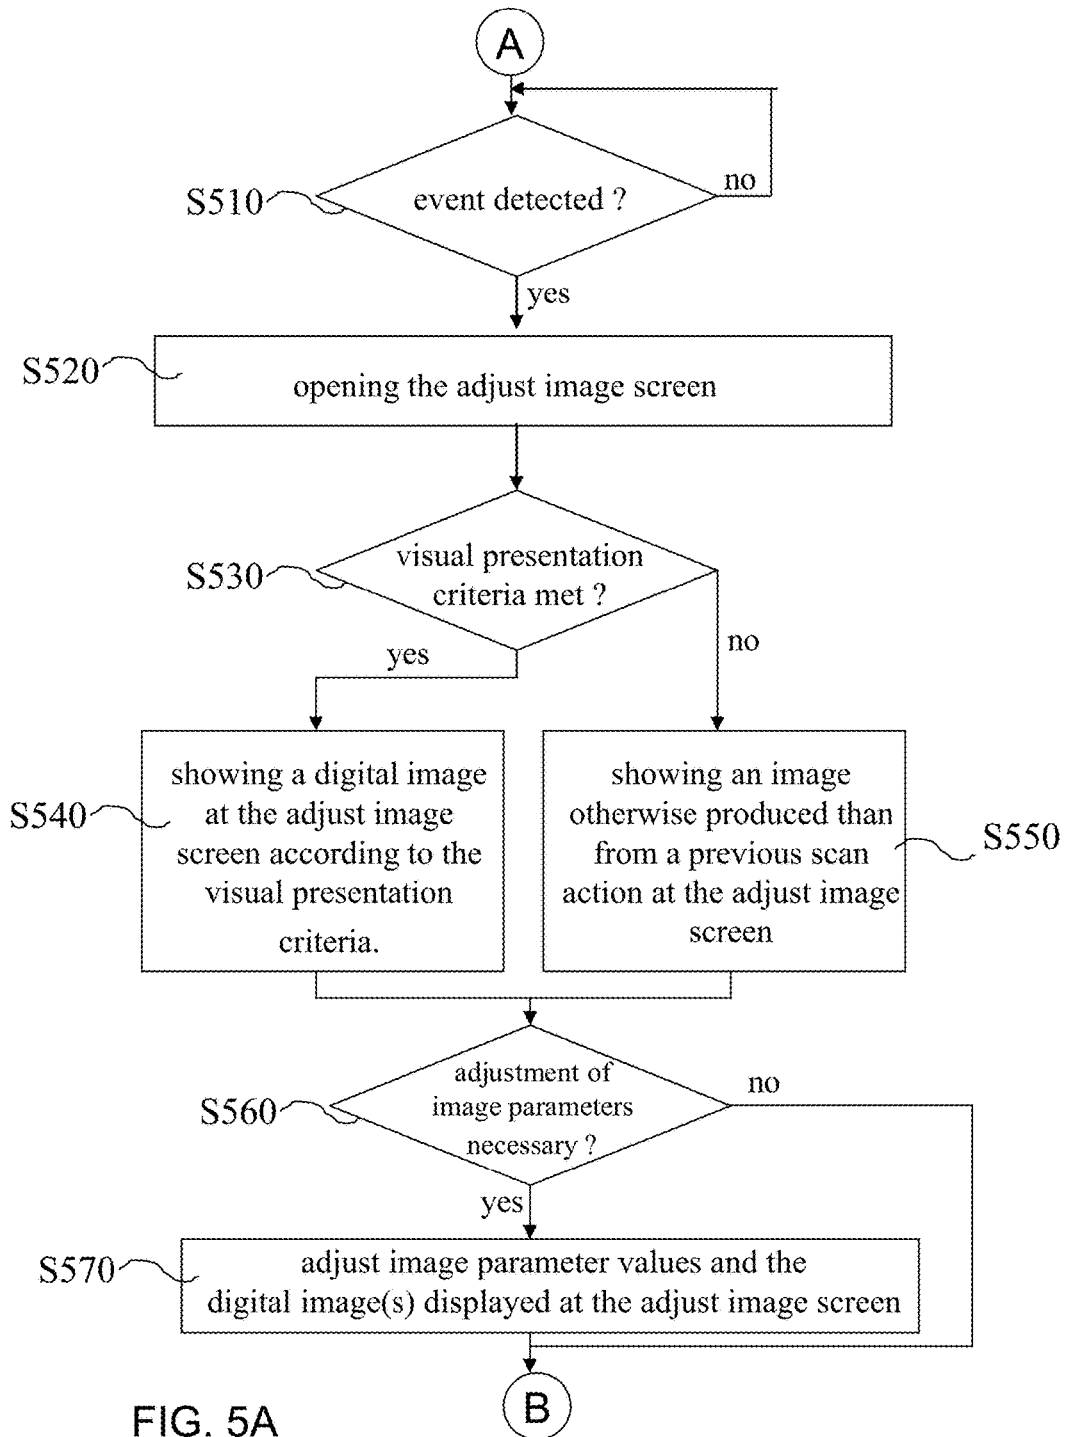 A
no
S510
event detected ?
yes
S520
opening the adjust image screen
S530
visual presentation
criteria met ?
yes
no
showing a digital image
at the adjust image
screen according to the
visual presentation
criteria.
S540
showing an image
otherwise produced than
from a previous scan
action at the adjust image
screen
S550
adjustment of
image parameters
necessary ?
no
S560
yes
S570
adjust image parameter values and the
digital image(s) displayed at the adjust image screen
B
FIG. 5A